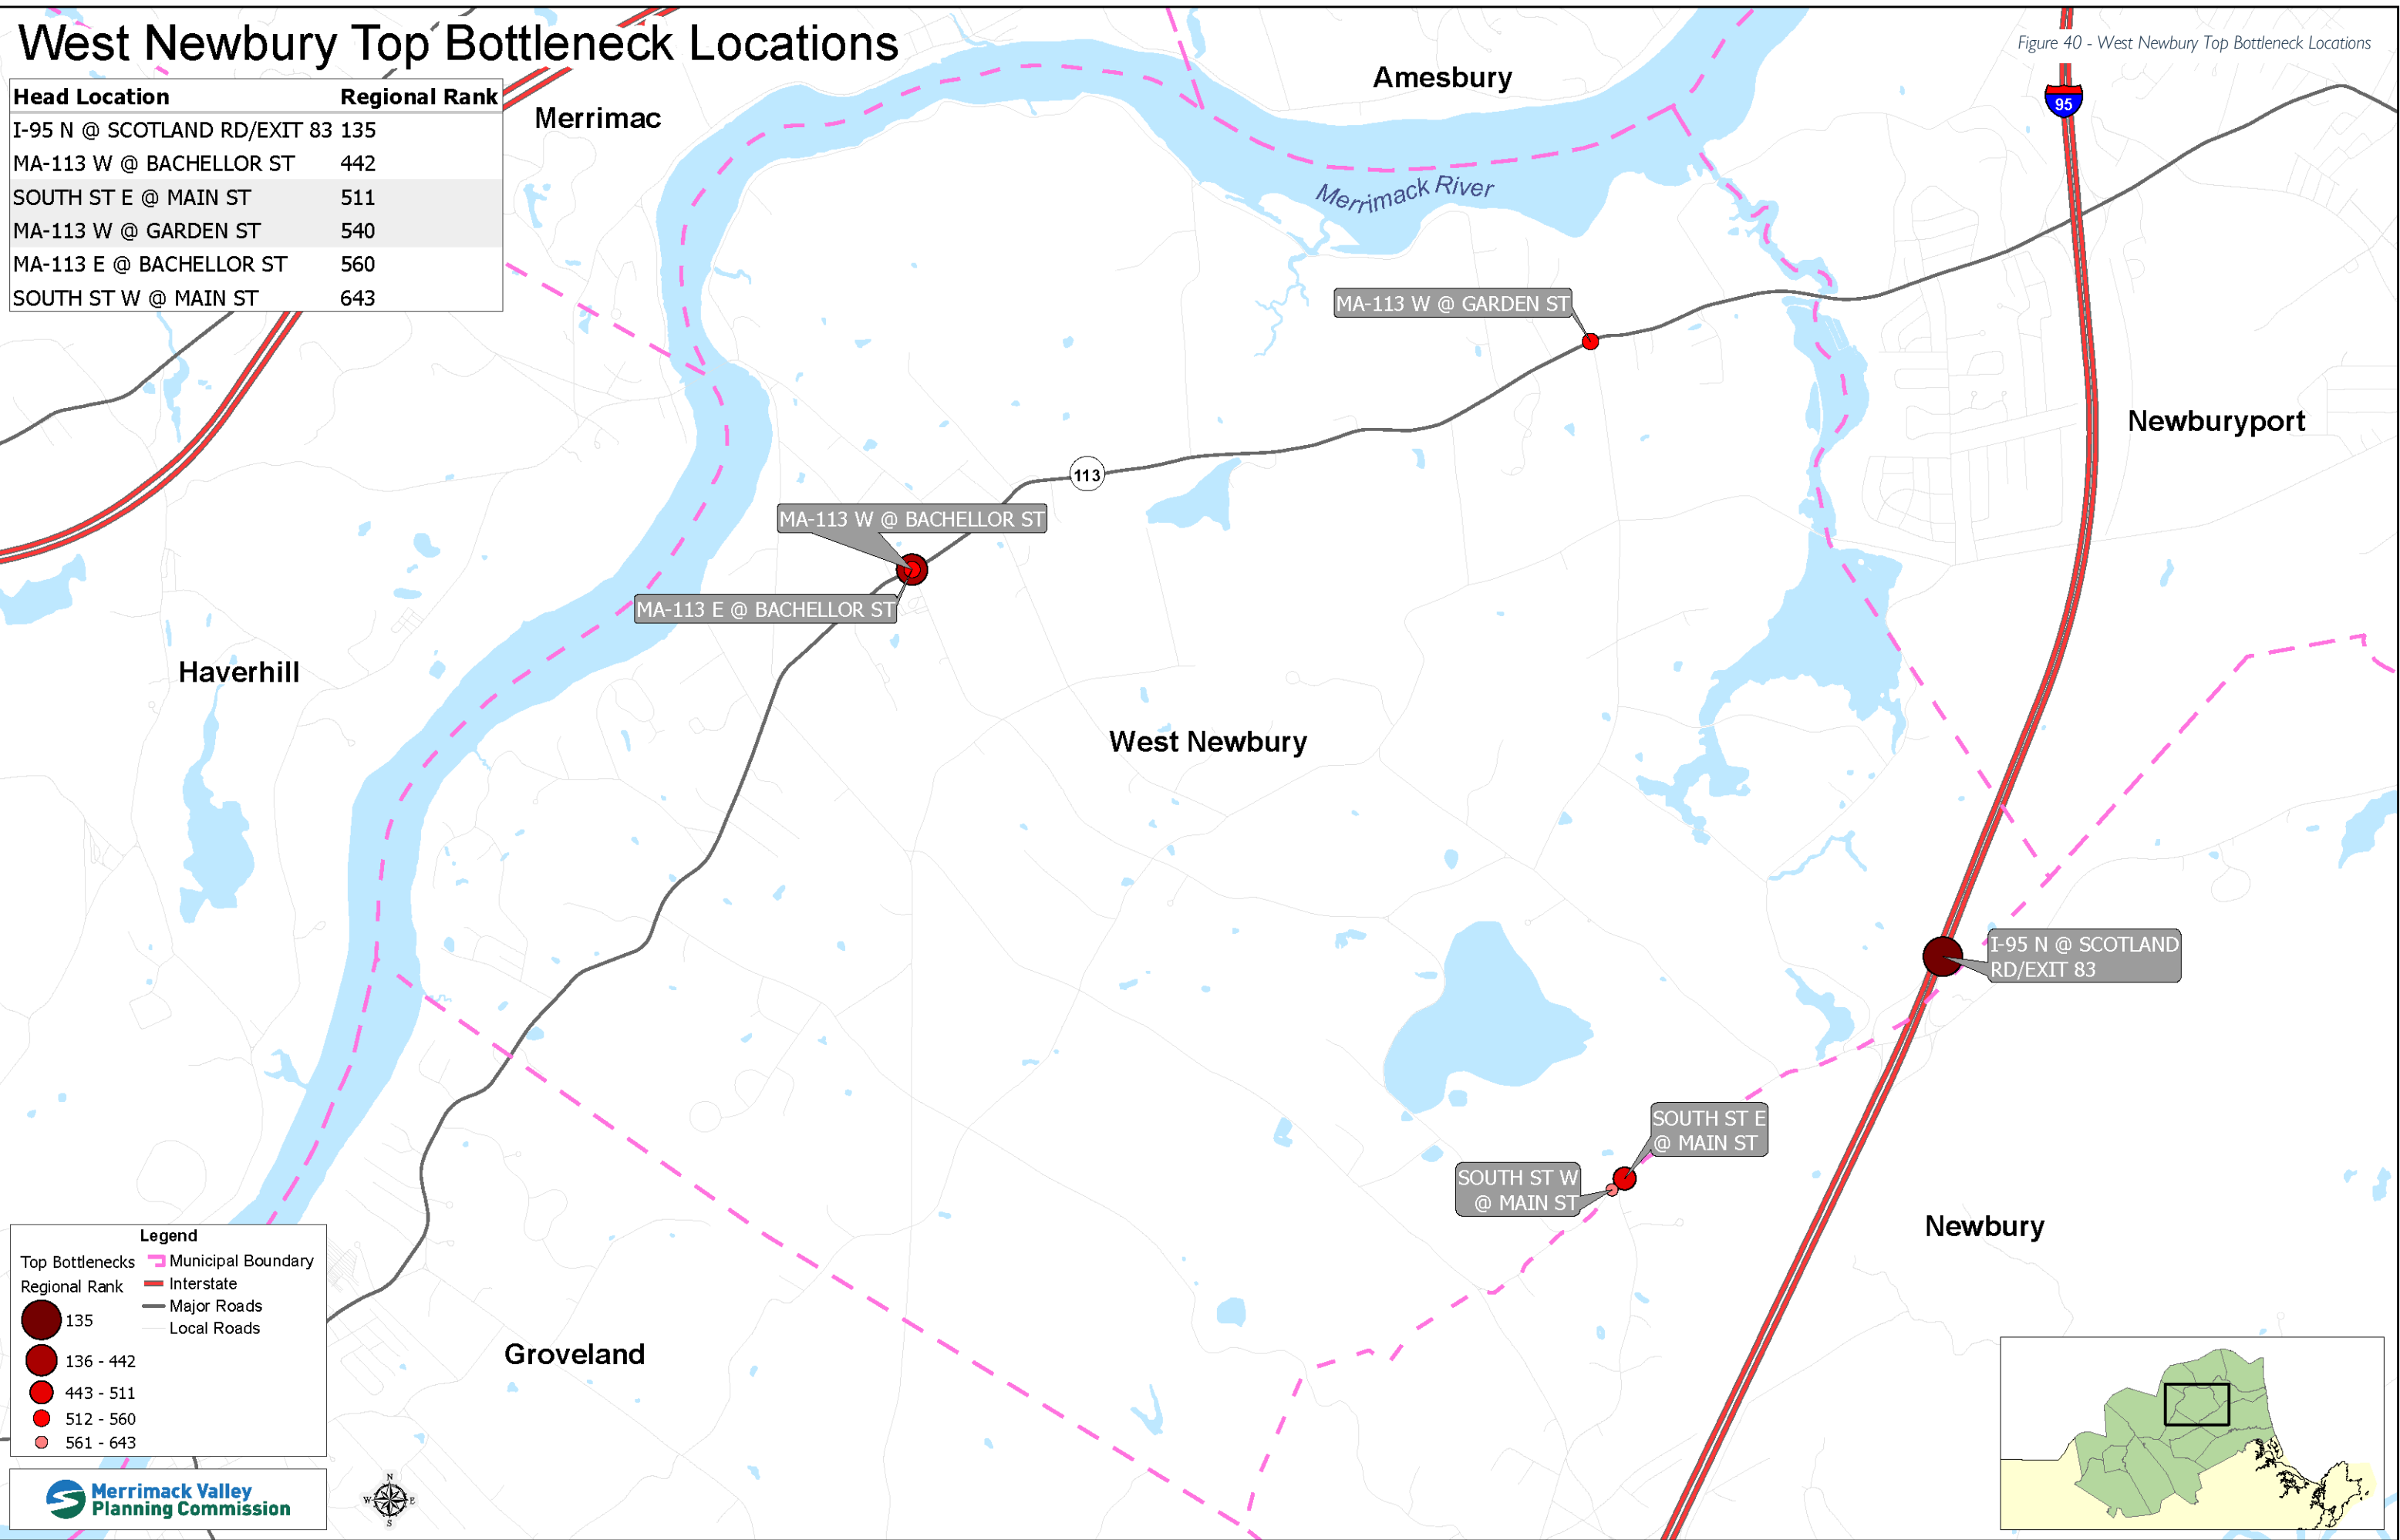 West Newbury Top Bottleneck Locations
Figure 40 - West Newbury Top Bottleneck Locations
Head Location Regional Rank
I-95 N @ SCOTLAND RD/EXIT 83 135
MA-113 W @ BACHELLOR ST 442
SOUTH ST E @ MAIN ST 511
MA-113 W @ GARDEN ST 540
MA-113 E @ BACHELLOR ST 560
SOUTH ST W @ MAIN ST 643
Merrimac
Amesbury
95
Merrimack River
MA-113 W @ GARDEN ST
Newburyport
113
MA-113 W @ BACHELLOR ST
MA-113 E @ BACHELLOR ST
Haverhill
West Newbury
I-95 N @ SCOTLAND
RD/EXIT 83
SOUTH ST E
@ MAIN ST
SOUTH ST W
@ MAIN ST
Newbury
Groveland
Legend
Top Bottlenecks
Regional Rank
135
136 - 442
443 - 511
512 - 560
561 - 643
Municipal Boundary
Interstate
Major Roads
Local Roads
Merrimack Valley
Planning Commission
N
W E
S